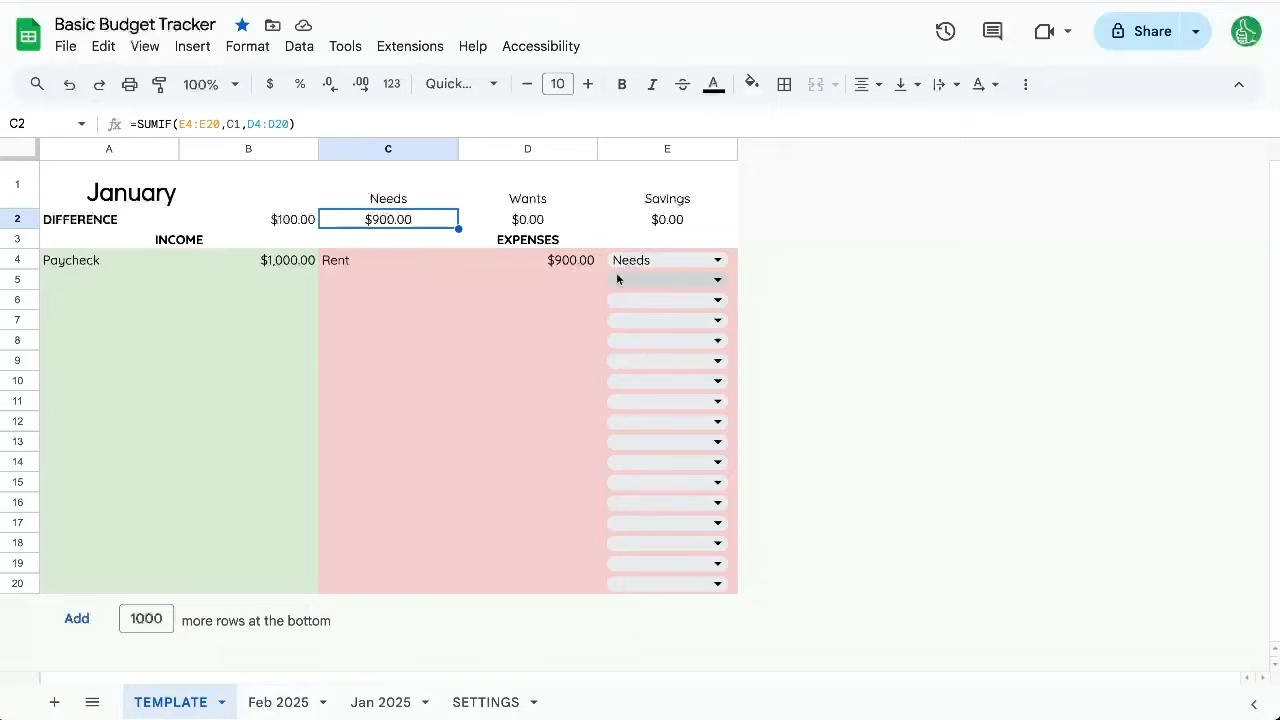 Basic Budget Tracker
File Edit View Insert Format Data Tools Extensions Help Accessibility
Share
100% $ % .0 .00 123 Quick... − 10 + B I S A
C2 fx =SUMIF(E4:E20,C1,D4:D20)
A B C D E
1 January Needs Wants Savings
2 DIFFERENCE $100.00 $900.00 $0.00 $0.00
3 INCOME EXPENSES
4 Paycheck $1,000.00 Rent $900.00 Needs
5
6
7
8
9
10
11
12
13
14
15
16
17
18
19
20
Add 1000 more rows at the bottom
TEMPLATE Feb 2025 Jan 2025 SETTINGS